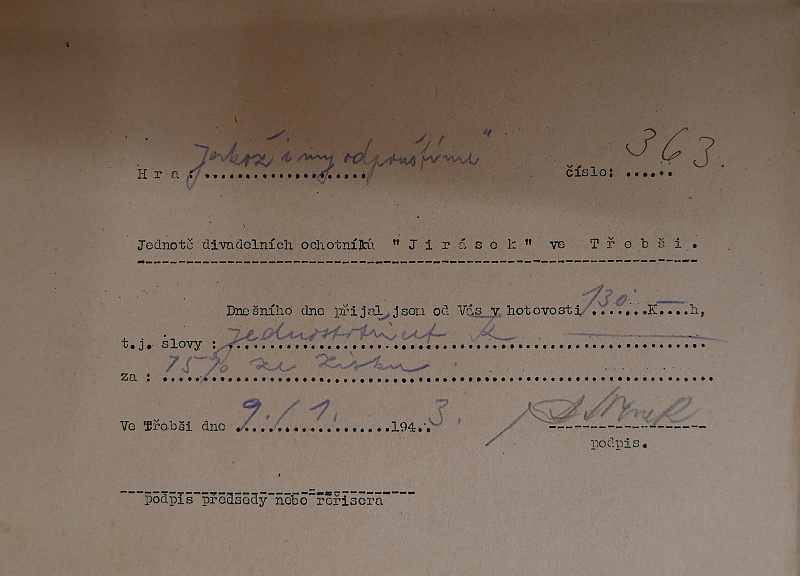 Hra: Jakož i my odpouštíme" číslo: 363.
Jednotě divadelních ochotníků "Jirásek" ve Třebši.
Dnešního dne přijal jsem od Vás v hotovosti 130 K — h,
t.j. slovy: jednostotřicet K
za: 75% ze zisku
Ve Třebši dne 9./1. 1943.
podpis.
podpis předsedy nebo režisera